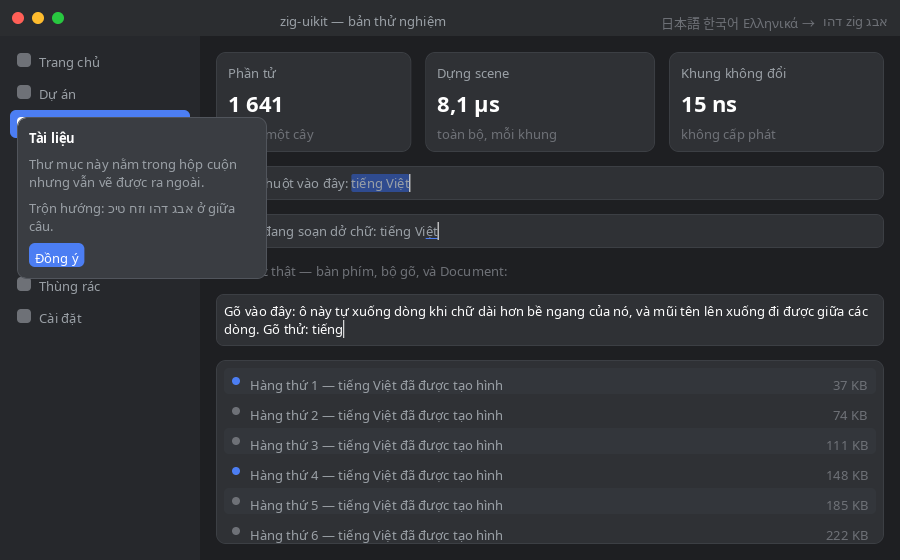 zig-uikit — bản thử nghiệm
日本語 한국어 Ελληνικά → אבג zig דהו
Trang chủ
Dự án
Tài liệu
Thư mục này nằm trong hộp cuộn
nhưng vẫn vẽ được ra ngoài.
Trộn hướng: אבג דהו וזח טיכ ở giữa
câu.
Đồng ý
Thùng rác
Cài đặt
Phần tử
1 641
một cây
Dựng scene
8,1 µs
toàn bộ, mỗi khung
Khung không đổi
15 ns
không cấp phát
vào đây: tiếng Việt
đang soạn dở chữ: tiếng Việt
thật — bàn phím, bộ gõ, và Document:
Gõ vào đây: ô này tự xuống dòng khi chữ dài hơn bề ngang của nó, và mũi tên lên xuống đi được giữa các
dòng. Gõ thử: tiếng
Hàng thứ 1 — tiếng Việt đã được tạo hình 37 KB
Hàng thứ 2 — tiếng Việt đã được tạo hình 74 KB
Hàng thứ 3 — tiếng Việt đã được tạo hình 111 KB
Hàng thứ 4 — tiếng Việt đã được tạo hình 148 KB
Hàng thứ 5 — tiếng Việt đã được tạo hình 185 KB
Hàng thứ 6 — tiếng Việt đã được tạo hình 222 KB